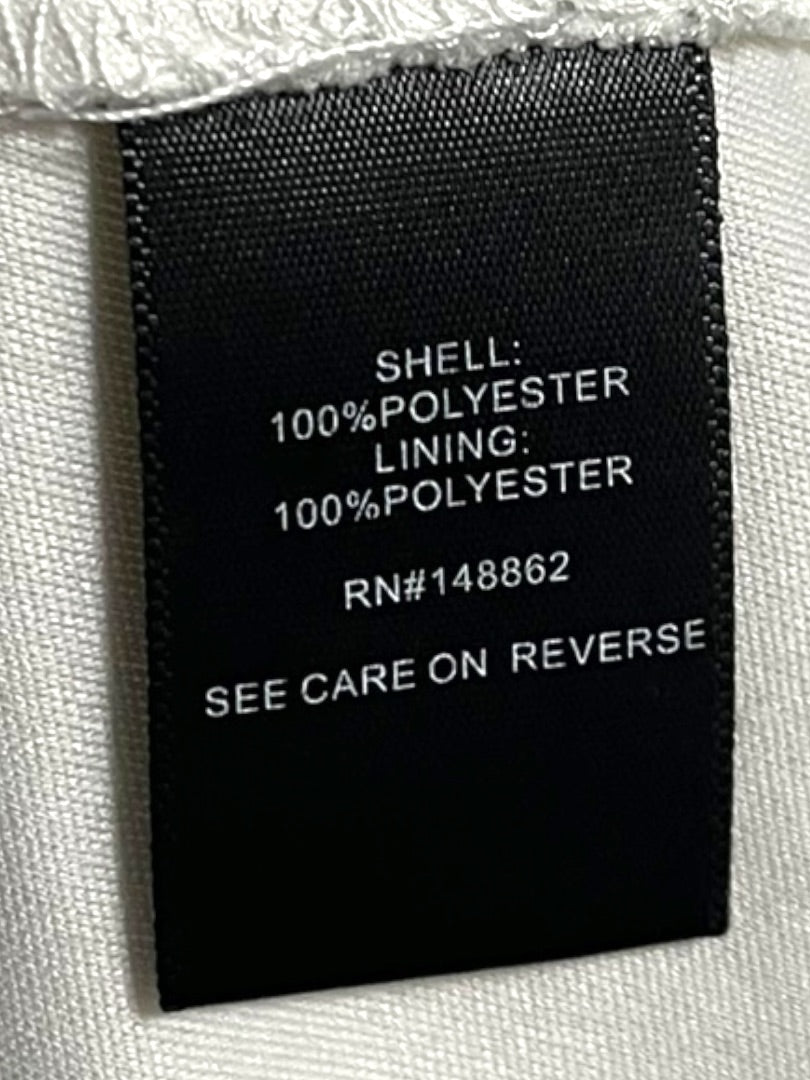 SHELL:
100%POLYESTER
LINING:
100%POLYESTER
RN#148862
SEE CARE ON REVERSE